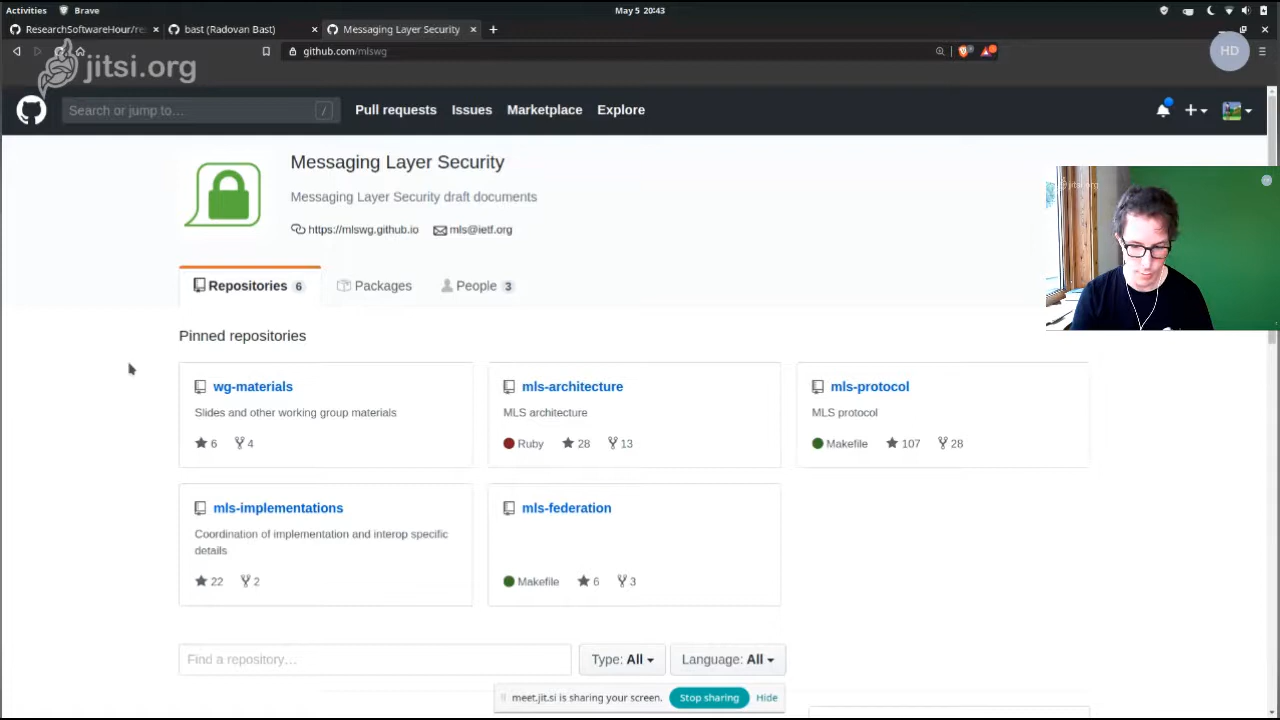 Activities Brave May 5 20:43
ResearchSoftwareHour/re × bast (Radovan Bast) × Messaging Layer Security × +
github.com/mlswg
jitsi.org
HD
Search or jump to… / Pull requests Issues Marketplace Explore
Messaging Layer Security
Messaging Layer Security draft documents
https://mlswg.github.io mls@ietf.org
jitsi.org
Repositories 6 Packages People 3
Pinned repositories
wg-materials
Slides and other working group materials
6 4
mls-architecture
MLS architecture
Ruby 28 13
mls-protocol
MLS protocol
Makefile 107 28
mls-implementations
Coordination of implementation and interop specific
details
22 2
mls-federation
Makefile 6 3
Find a repository… Type: All Language: All
meet.jit.si is sharing your screen. Stop sharing Hide